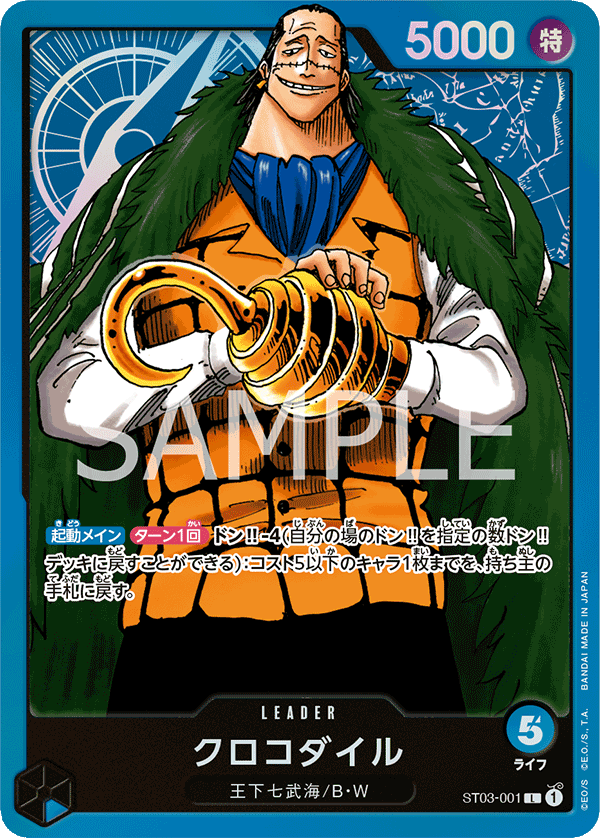 5000 特
SAMPLE
起動メイン ターン1回 ドン!!-4(自分の場のドン!!を指定の数ドン!!
デッキに戻すことができる):コスト5以下のキャラ1枚までを、持ち主の
手札に戻す。
LEADER
クロコダイル
王下七武海/B・W
5
ライフ
ST03-001 L 1
©E.O/S ©E.O./S., T.A. BANDAI MADE IN JAPAN